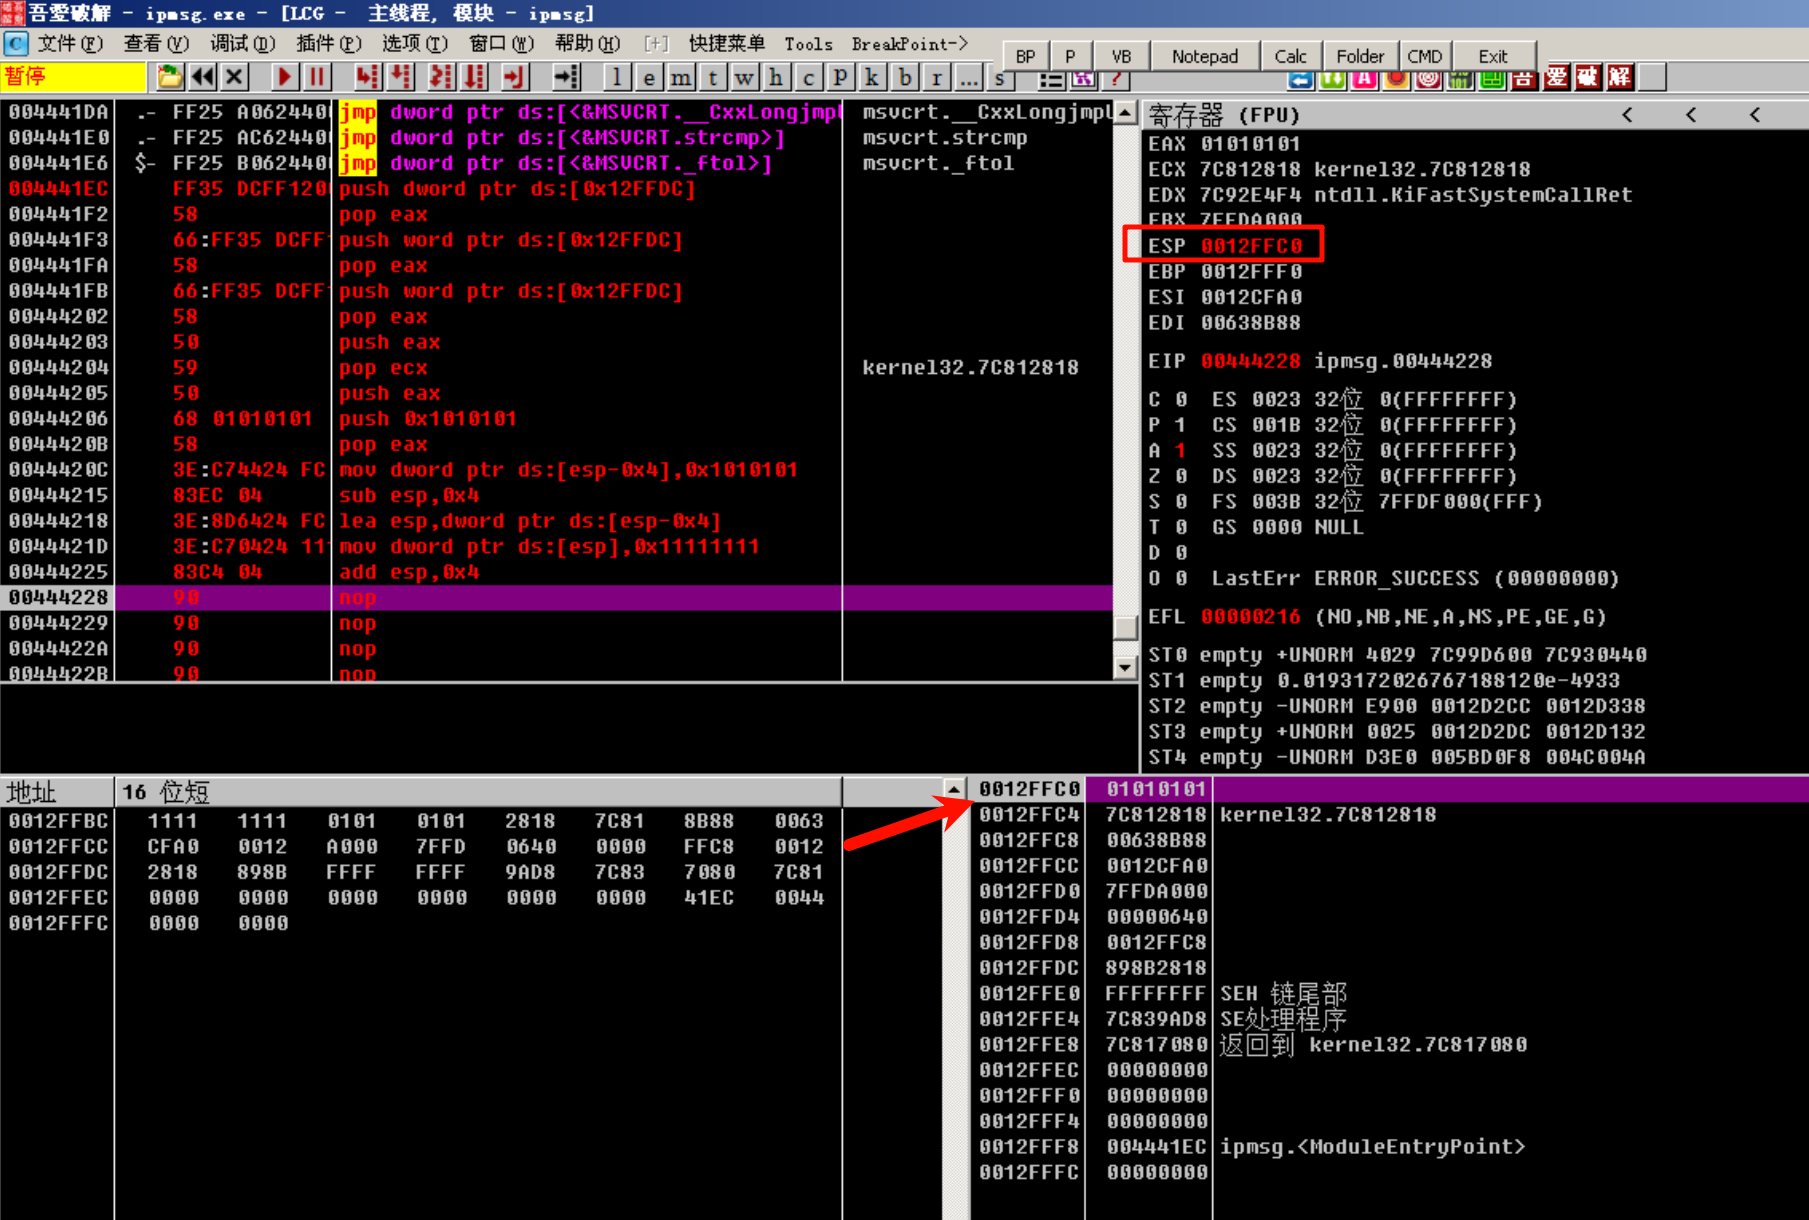 吾愛破解 - ipmsg.exe - [LCG -  主线程, 模块 - ipmsg]
文件(F) 查看(V) 调试(D) 插件(P) 选项(T) 窗口(W) 帮助(H) [+] 快捷菜单 Tools BreakPoint->
BP P VB Notepad Calc Folder CMD Exit
暂停 l e m t w h c p k b r ... s ? 吾 爱 破 解
004441DA .- FF25 A062440 jmp dword ptr ds:[<&MSVCRT.__CxxLongjmpU msvcrt.__CxxLongjmpU
004441E0 .- FF25 AC62440 jmp dword ptr ds:[<&MSVCRT.strcmp>] msvcrt.strcmp
004441E6 $- FF25 B062440 jmp dword ptr ds:[<&MSVCRT._ftol>] msvcrt._ftol
004441EC FF35 DCFF120 push dword ptr ds:[0x12FFDC]
004441F2 58 pop eax
004441F3 66:FF35 DCFF1 push word ptr ds:[0x12FFDC]
004441FA 58 pop eax
004441FB 66:FF35 DCFF1 push word ptr ds:[0x12FFDC]
00444202 58 pop eax
00444203 50 push eax
00444204 59 pop ecx kernel32.7C812818
00444205 50 push eax
00444206 68 01010101 push 0x1010101
0044420B 58 pop eax
0044420C 3E:C74424 FC mov dword ptr ds:[esp-0x4],0x1010101
00444215 83EC 04 sub esp,0x4
00444218 3E:8D6424 FC lea esp,dword ptr ds:[esp-0x4]
0044421D 3E:C70424 11 mov dword ptr ds:[esp],0x11111111
00444225 83C4 04 add esp,0x4
00444228 90 nop
00444229 90 nop
0044422A 90 nop
0044422B 90 nop
寄存器 (FPU) < < <
EAX 01010101
ECX 7C812818 kernel32.7C812818
EDX 7C92E4F4 ntdll.KiFastSystemCallRet
EBX 7FFDA000
ESP 0012FFC0
EBP 0012FFF0
ESI 0012CFA0
EDI 00638B88
EIP 00444228 ipmsg.00444228
C 0 ES 0023 32位 0(FFFFFFFF)
P 1 CS 001B 32位 0(FFFFFFFF)
A 1 SS 0023 32位 0(FFFFFFFF)
Z 0 DS 0023 32位 0(FFFFFFFF)
S 0 FS 003B 32位 7FFDF000(FFF)
T 0 GS 0000 NULL
D 0
O 0 LastErr ERROR_SUCCESS (00000000)
EFL 00000216 (NO,NB,NE,A,NS,PE,GE,G)
ST0 empty +UNORM 4029 7C99D600 7C930440
ST1 empty 0.0193172026767188120e-4933
ST2 empty -UNORM E900 0012D2CC 0012D338
ST3 empty +UNORM 0025 0012D2DC 0012D132
ST4 empty -UNORM D3E0 005BD0F8 004C004A
地址 16 位短
0012FFBC 1111 1111 0101 0101 2818 7C81 8B88 0063
0012FFCC CFA0 0012 A000 7FFD 0640 0000 FFC8 0012
0012FFDC 2818 898B FFFF FFFF 9AD8 7C83 7080 7C81
0012FFEC 0000 0000 0000 0000 0000 0000 41EC 0044
0012FFFC 0000 0000
0012FFC0 01010101
0012FFC4 7C812818 kernel32.7C812818
0012FFC8 00638B88
0012FFCC 0012CFA0
0012FFD0 7FFDA000
0012FFD4 00000640
0012FFD8 0012FFC8
0012FFDC 898B2818
0012FFE0 FFFFFFFF SEH 链尾部
0012FFE4 7C839AD8 SE处理程序
0012FFE8 7C817080 返回到 kernel32.7C817080
0012FFEC 00000000
0012FFF0 00000000
0012FFF4 00000000
0012FFF8 004441EC ipmsg.<ModuleEntryPoint>
0012FFFC 00000000